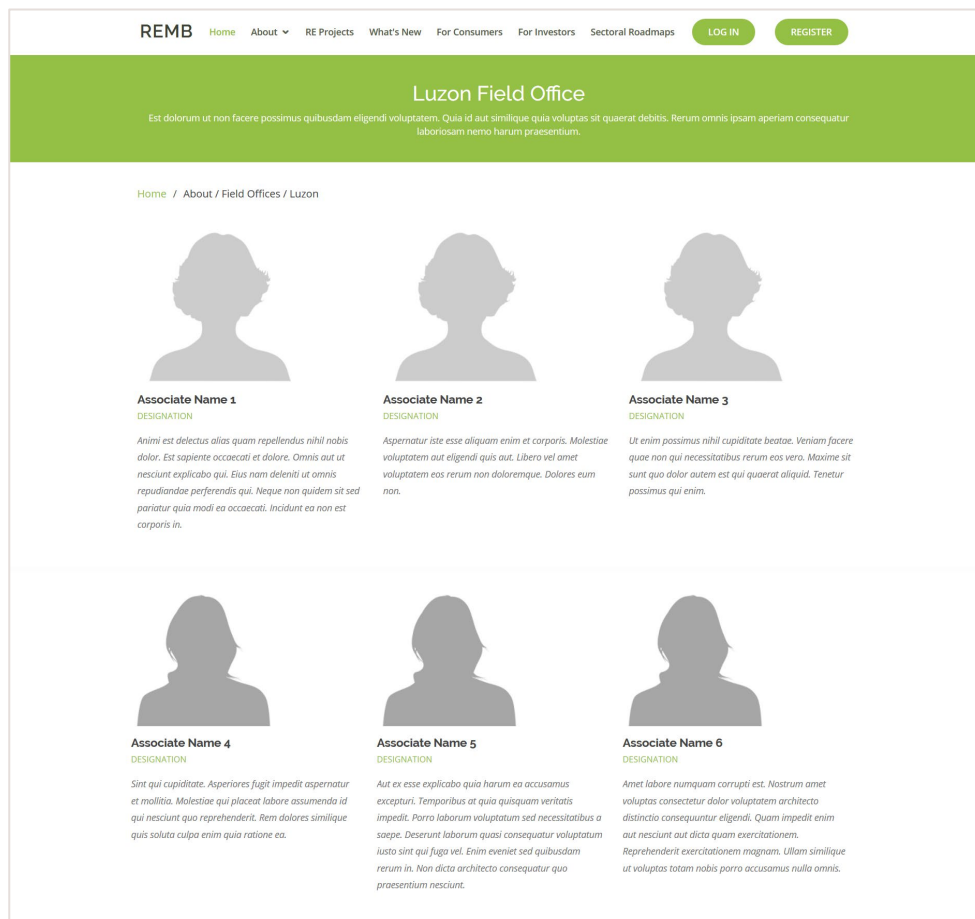 REMB Home About RE Projects What's New For Consumers For Investors Sectoral Roadmaps LOG IN REGISTER
Luzon Field Office
Est dolorum ut non facere possimus quibusdam eligendi voluptatem. Quia id aut similique quia voluptas sit quaerat debitis. Rerum omnis ipsam aperiam consequatur
laboriosam nemo harum praesentium.
Home / About / Field Offices / Luzon
Associate Name 1
DESIGNATION
Animi est delectus alias quam repellendus nihil nobis
dolor. Est sapiente occaecati et dolore. Omnis aut ut
nesciunt explicabo qui. Eius nam deleniti ut omnis
repudiandae perferendis qui. Neque non quidem sit sed
pariatur quia modi ea occaecati. Incidunt ea non est
corporis in.
Associate Name 2
DESIGNATION
Aspernatur iste esse aliquam enim et corporis. Molestiae
voluptatem aut eligendi quis aut. Libero vel amet
voluptatem eos rerum non doloremque. Dolores eum
non.
Associate Name 3
DESIGNATION
Ut enim possimus nihil cupiditate beatae. Veniam facere
quae non qui necessitatibus rerum eos vero. Maxime sit
sunt quo dolor autem est qui quaerat aliquid. Tenetur
possimus qui enim.
Associate Name 4
DESIGNATION
Sint qui cupiditate. Asperiores fugit impedit aspernatur
et mollitia. Molestiae qui placeat labore assumenda id
qui nesciunt quo reprehenderit. Rem dolores similique
quis soluta culpa enim quia ratione ea.
Associate Name 5
DESIGNATION
Aut ex esse explicabo quia harum ea accusamus
excepturi. Temporibus at quia quisquam veritatis
impedit. Porro laborum voluptatum sed necessitatibus a
saepe. Deserunt laborum quasi consequatur voluptatum
iusto sint qui fuga vel. Enim eveniet sed quibusdam
rerum in. Non dicta architecto consequatur quo
praesentium nesciunt.
Associate Name 6
DESIGNATION
Amet labore numquam corrupti est. Nostrum amet
voluptas consectetur dolor voluptatem architecto
distinctio consequuntur eligendi. Quam impedit enim
aut nesciunt aut dicta quam exercitationem.
Reprehenderit exercitationem magnam. Ullam similique
ut voluptas totam nobis porro accusamus nulla omnis.